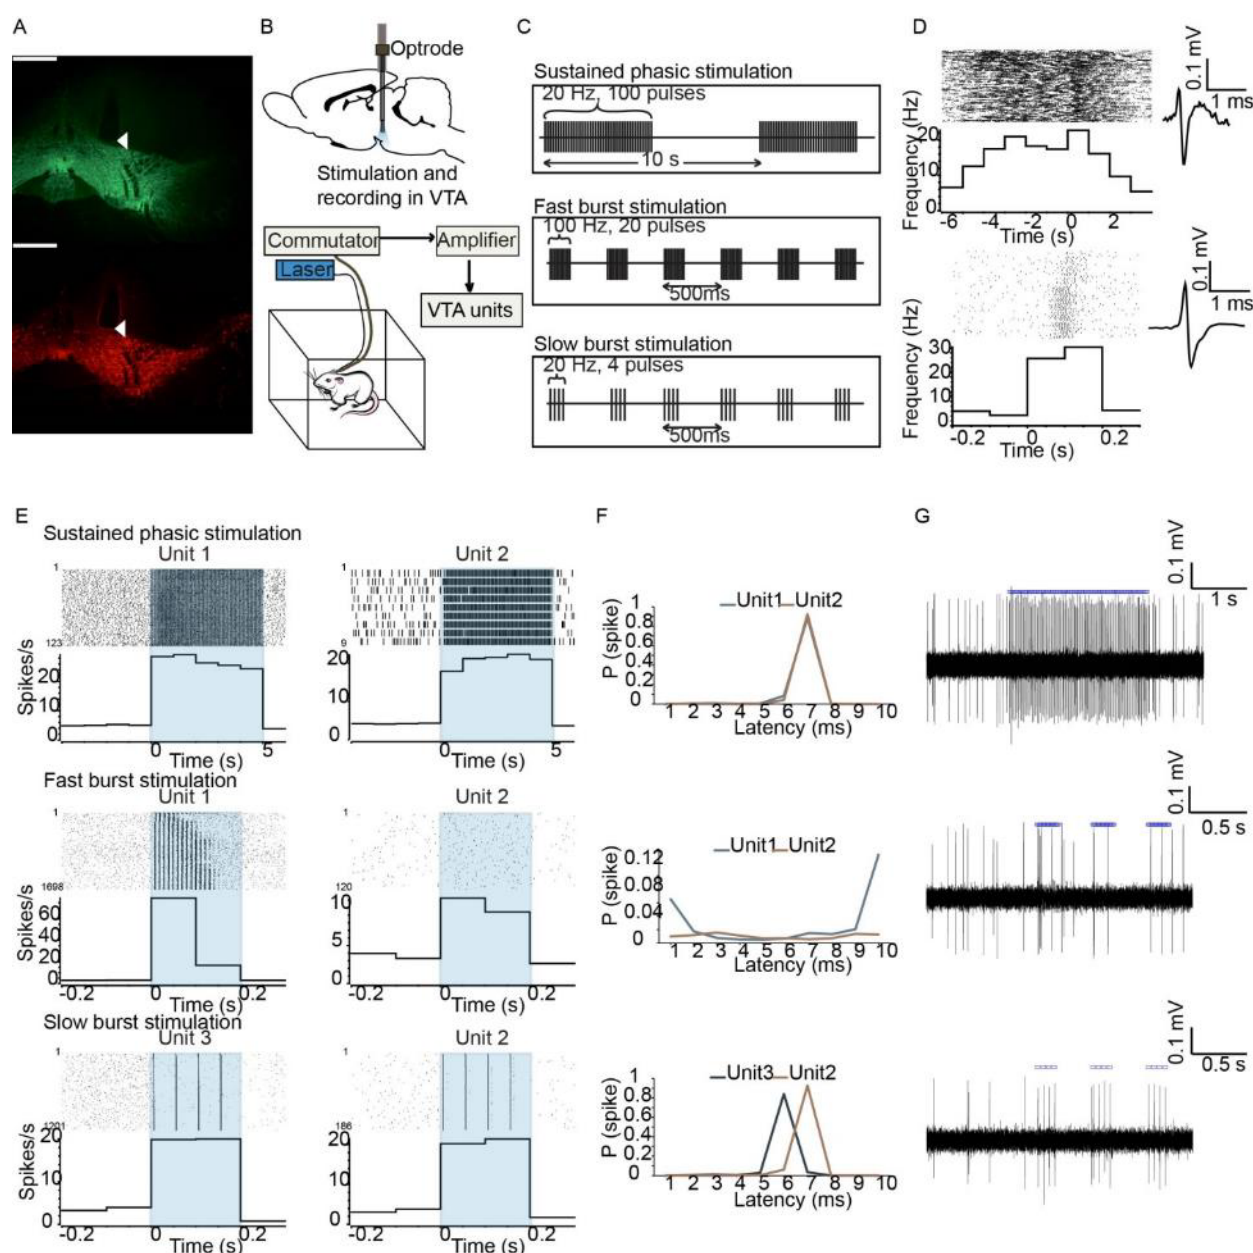 A
B
Optrode
Stimulation and
recording in VTA
Commutator
Amplifier
Laser
VTA units
C
Sustained phasic stimulation
20 Hz, 100 pulses
10 s
Fast burst stimulation
100 Hz, 20 pulses
500ms
Slow burst stimulation
20 Hz, 4 pulses
500ms
D
0.1 mV
1 ms
Frequency (Hz)
20
10
0
-6 -4 -2 0 2
Time (s)
0.1 mV
1 ms
Frequency (Hz)
30
20
10
0
-0.2 0 0.2
Time (s)
E
Sustained phasic stimulation
Unit 1
1
123
Spikes/s
20
10
0
0 5
Time (s)
Unit 2
1
9
20
10
0
0 5
Time (s)
Fast burst stimulation
Unit 1
1
1698
Spikes/s
60
40
20
0
-0.2 0 0.2
Time (s)
Unit 2
1
120
10
5
0
-0.2 0 0.2
Time (s)
Slow burst stimulation
Unit 3
1
1201
Spikes/s
20
10
0
-0.2 0 0.2
Time (s)
Unit 2
1
186
20
10
0
-0.2 0 0.2
Time (s)
F
Unit1 Unit2
P (spike)
1
0.8
0.6
0.4
0.2
0
1 2 3 4 5 6 7 8 9 10
Latency (ms)
Unit1 Unit2
P (spike)
0.12
0.08
0.04
0
1 2 3 4 5 6 7 8 9 10
Latency (ms)
Unit3 Unit2
P (spike)
1
0.8
0.6
0.4
0.2
0
1 2 3 4 5 6 7 8 9 10
Latency (ms)
G
0.1 mV
1 s
0.1 mV
0.5 s
0.1 mV
0.5 s